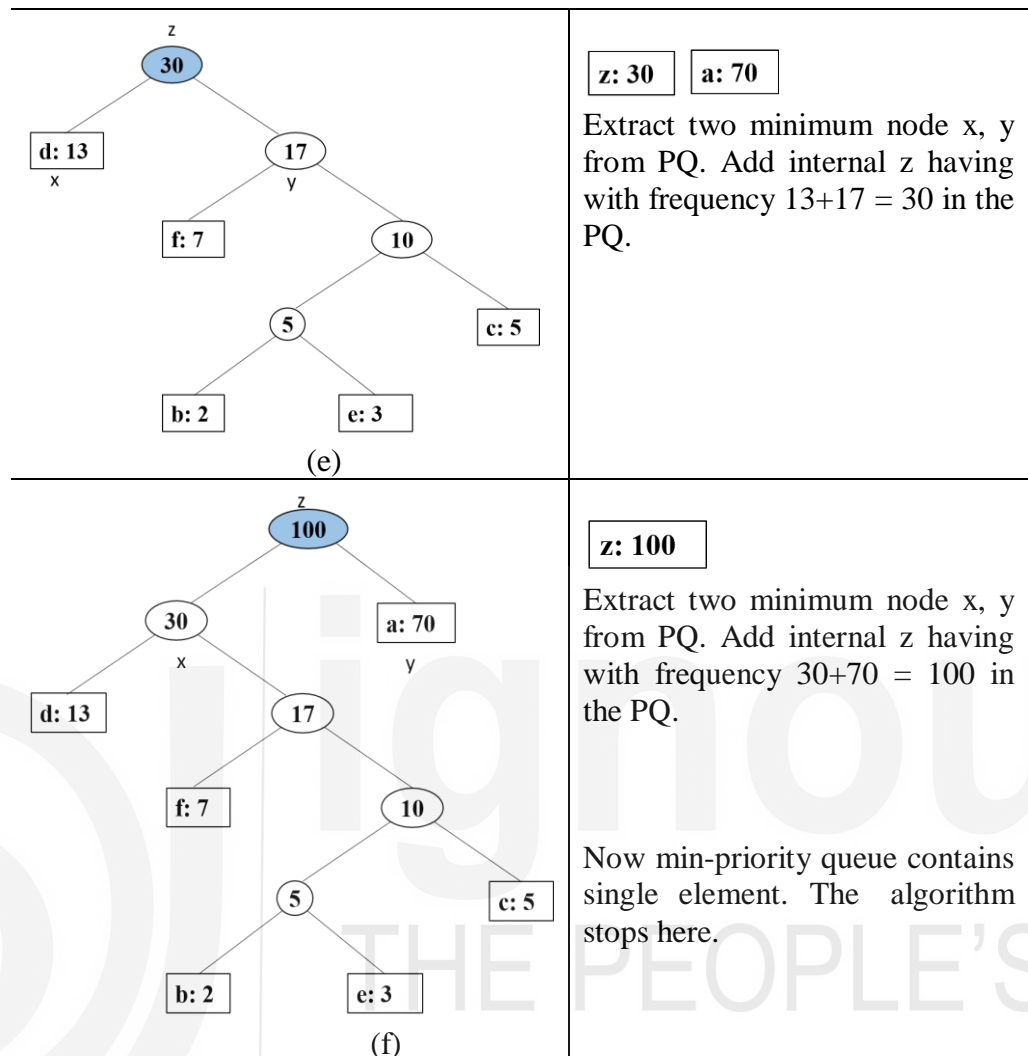 z
30
d: 13
x
17
y
f: 7
10
5
c: 5
b: 2
e: 3
(e)
z: 30 a: 70
Extract two minimum node x, y
from PQ. Add internal z having
with frequency 13+17 = 30 in the
PQ.
z
100
30
x
a: 70
y
d: 13
17
f: 7
10
5
c: 5
b: 2
e: 3
(f)
z: 100
Extract two minimum node x, y
from PQ. Add internal z having
with frequency 30+70 = 100 in
the PQ.
Now min-priority queue contains
single element. The algorithm
stops here.
ignou
THE PEOPLE'S